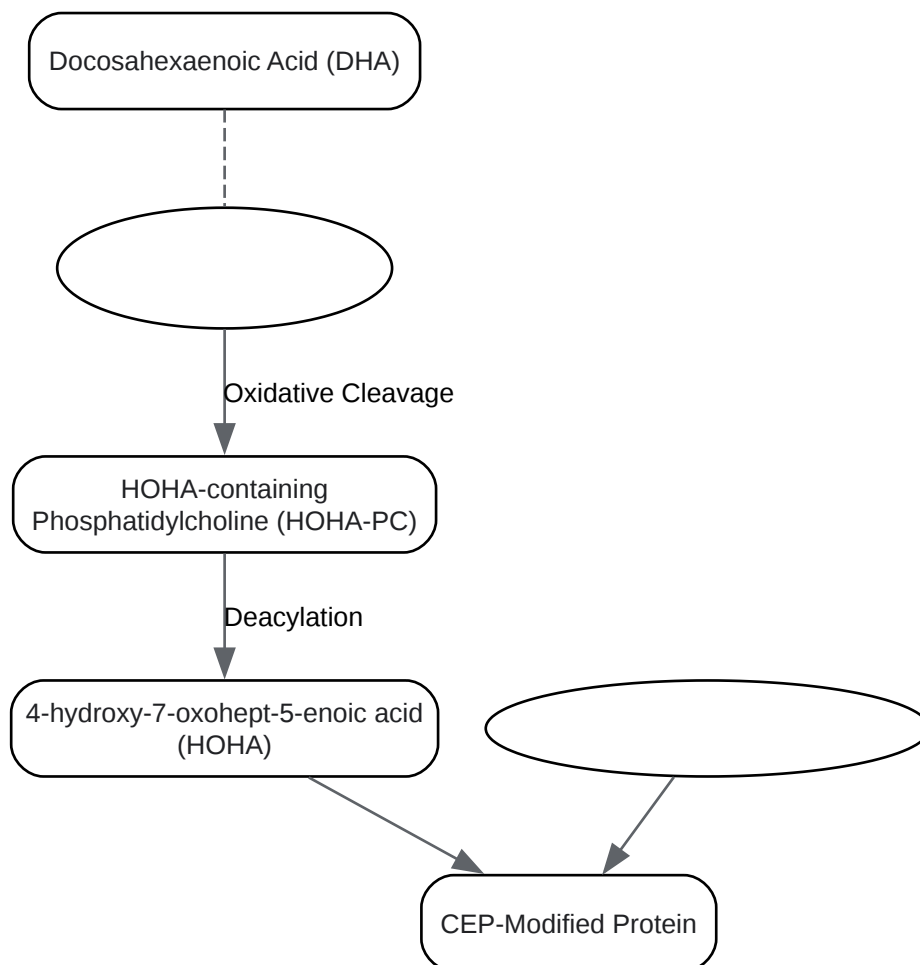 Docosahexaenoic Acid (DHA)
Oxidative Cleavage
HOHA-containing
Phosphatidylcholine (HOHA-PC)
Deacylation
4-hydroxy-7-oxohept-5-enoic acid
(HOHA)
CEP-Modified Protein